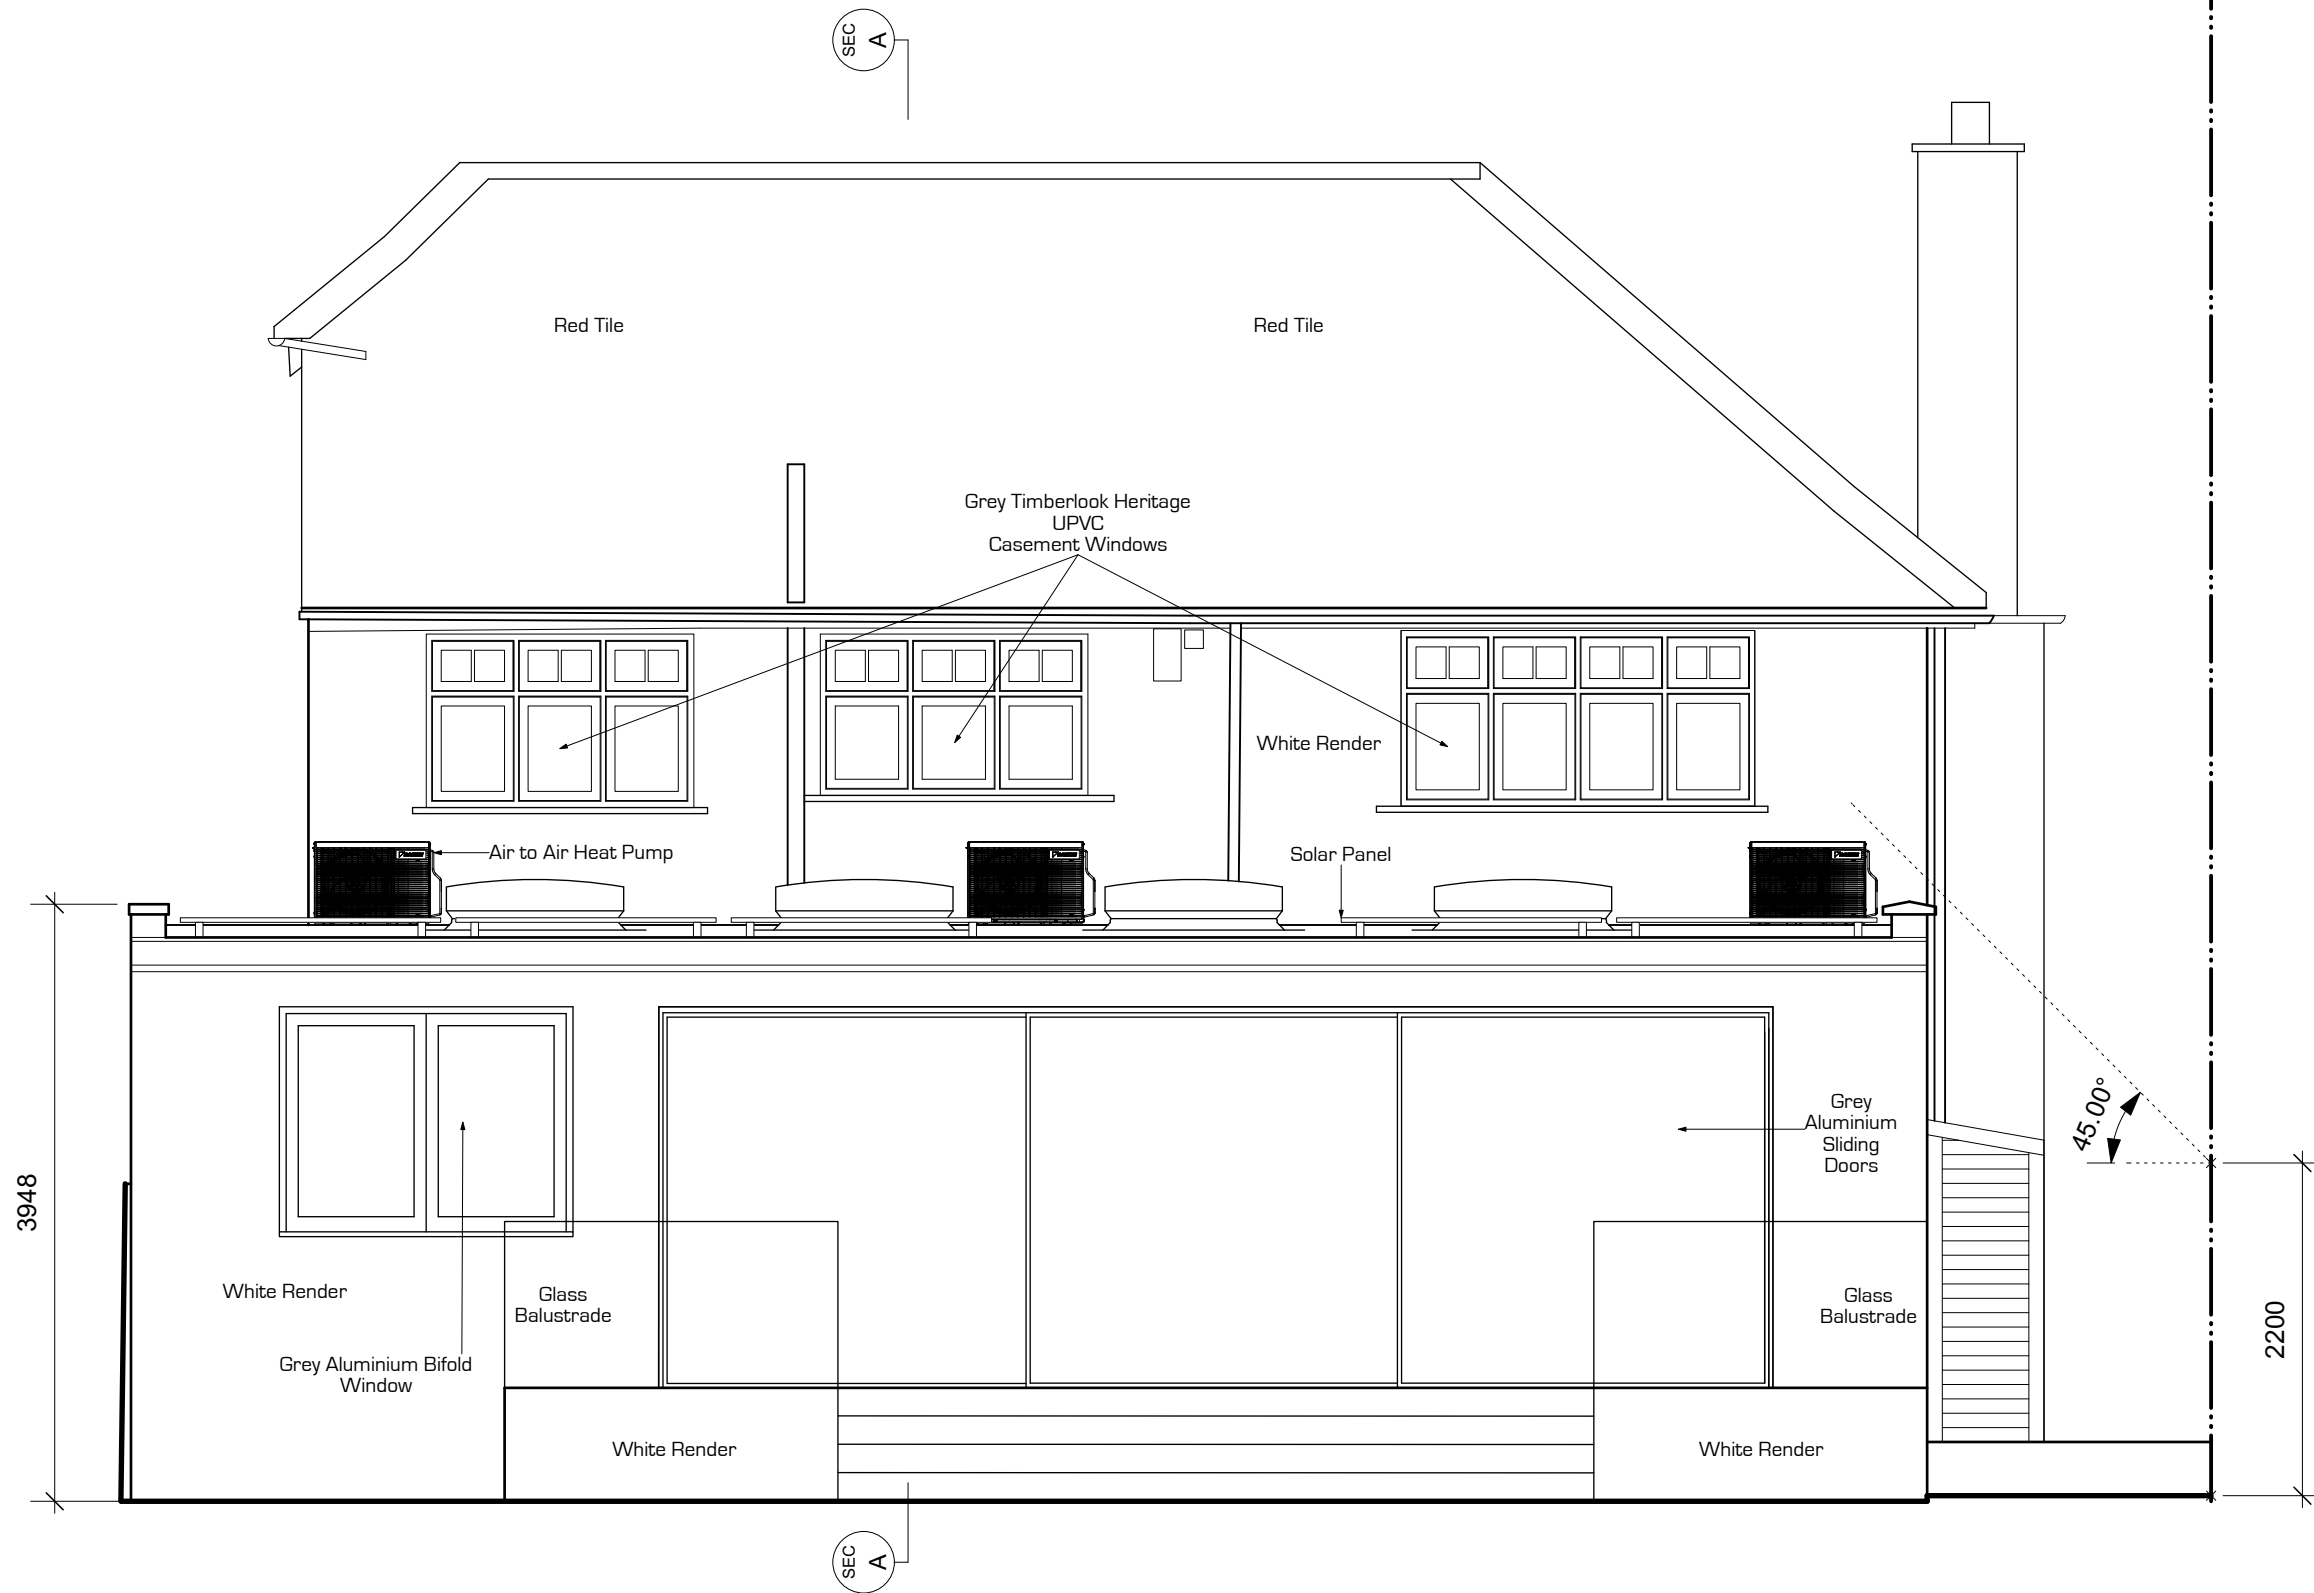 SEC
A
Red Tile
Red Tile
Grey Timberlook Heritage
UPVC
Casement Windows
White Render
Air to Air Heat Pump
Solar Panel
3948
45.00°
Grey
Aluminium
Sliding
Doors
White Render
Glass
Balustrade
Glass
Balustrade
2200
Grey Aluminium Bifold
Window
White Render
White Render
SEC
A